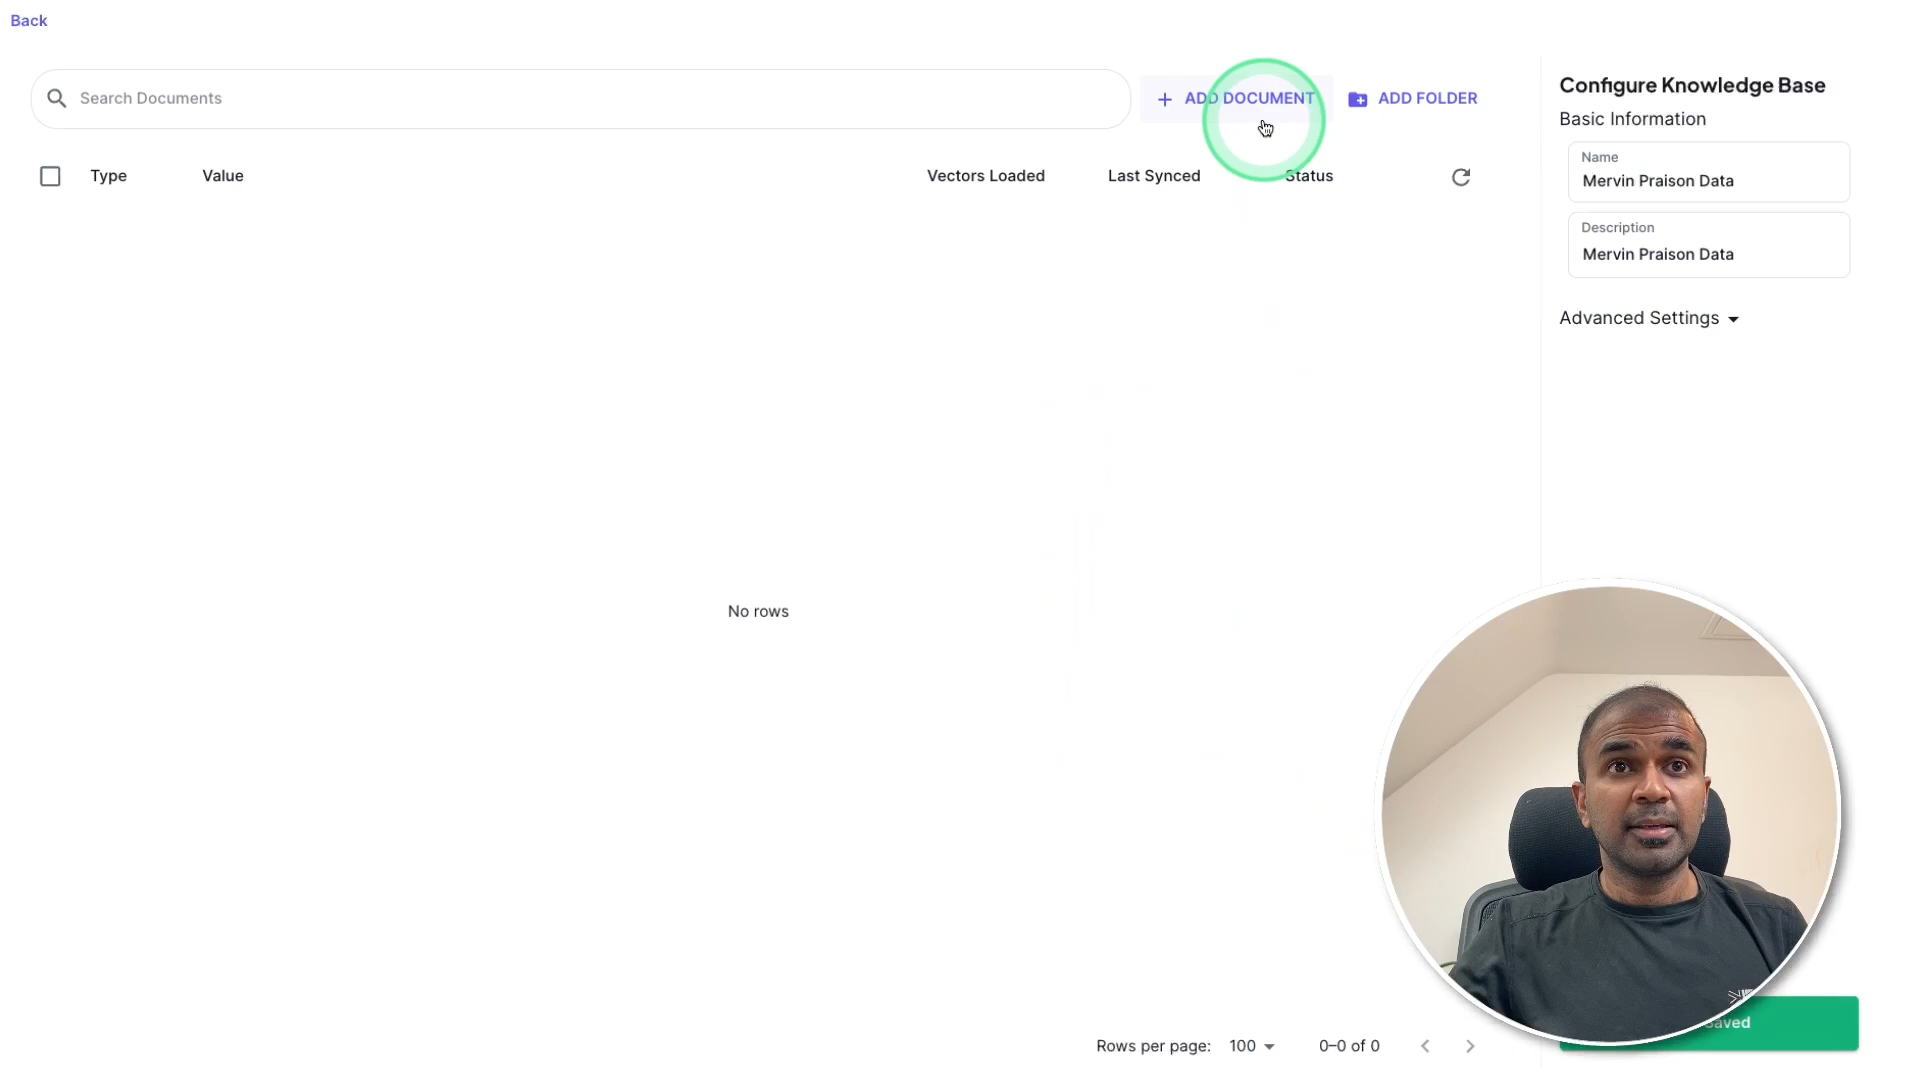 Back
Search Documents
+ ADD DOCUMENT
ADD FOLDER
Type
Value
Vectors Loaded
Last Synced
Status
No rows
Rows per page:
100
0–0 of 0
Configure Knowledge Base
Basic Information
Name
Mervin Praison Data
Description
Mervin Praison Data
Advanced Settings
Saved